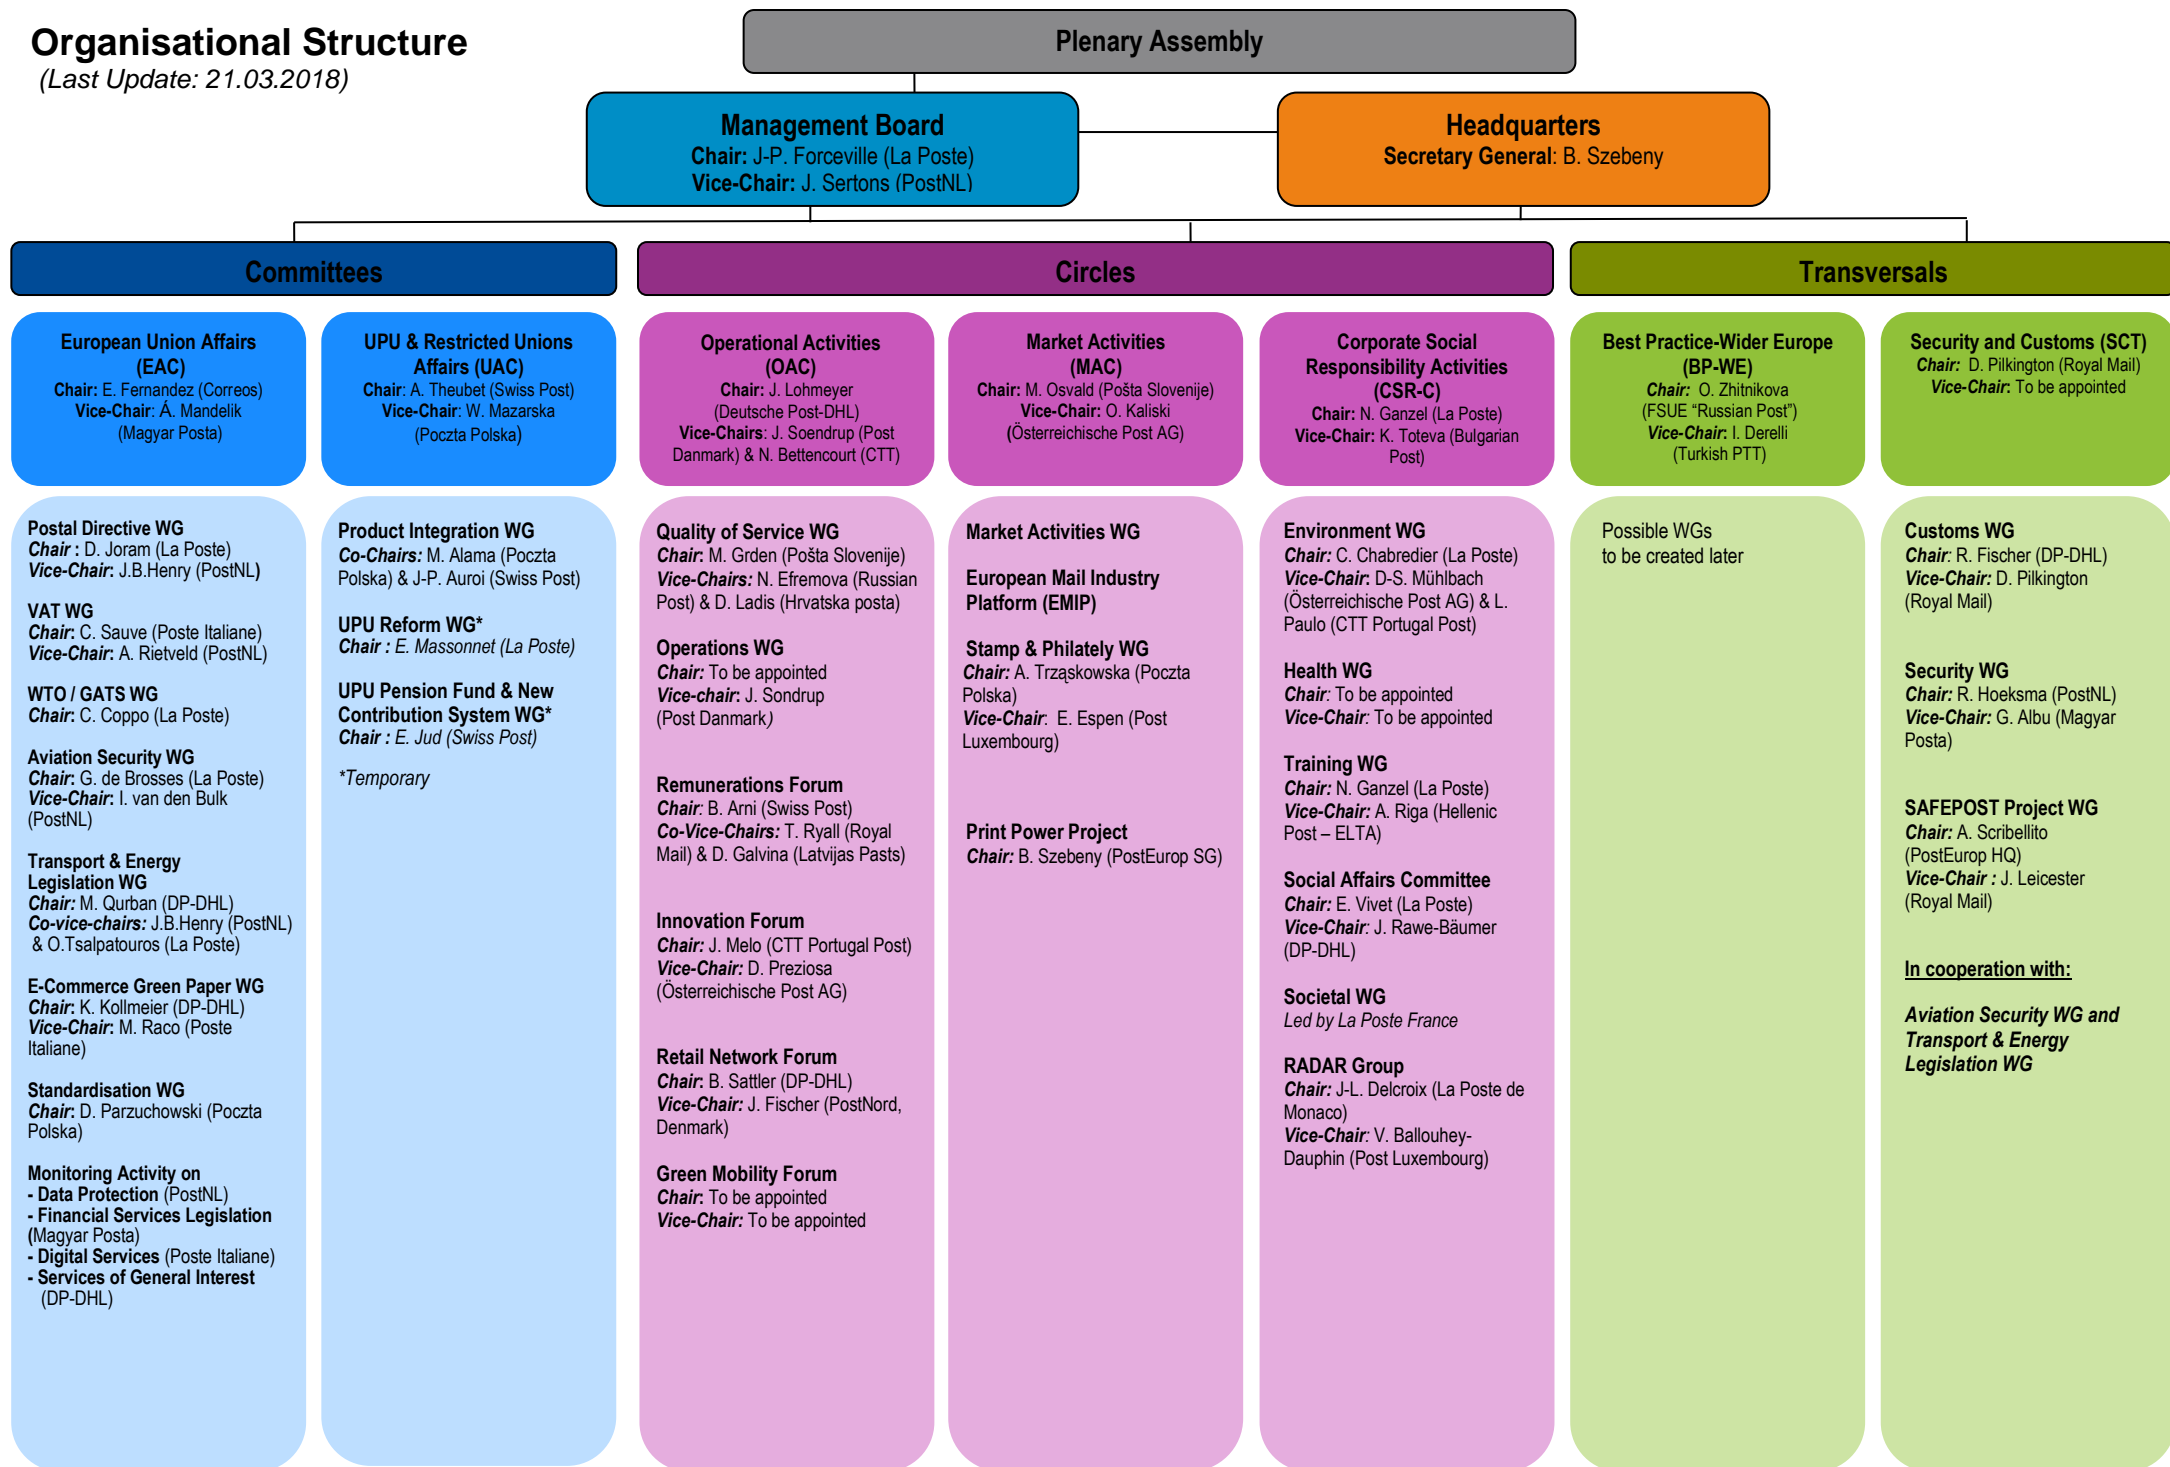 Organisational Structure
(Last Update: 21.03.2018)
Plenary Assembly
Management Board
Chair: J-P. Forceville (La Poste)
Vice-Chair: J. Sertons (PostNL)
Headquarters
Secretary General: B. Szebeny
Committees
Circles
Transversals
European Union Affairs
(EAC)
Chair: E. Fernandez (Correos)
Vice-Chair: Á. Mandelik
(Magyar Posta)
UPU & Restricted Unions
Affairs (UAC)
Chair: A. Theubet (Swiss Post)
Vice-Chair: W. Mazarska
(Poczta Polska)
Operational Activities
(OAC)
Chair: J. Lohmeyer
(Deutsche Post-DHL)
Vice-Chairs: J. Soendrup (Post
Danmark) & N. Bettencourt (CTT)
Market Activities
(MAC)
Chair: M. Osvald (Pošta Slovenije)
Vice-Chair: O. Kaliski
(Österreichische Post AG)
Corporate Social
Responsibility Activities
(CSR-C)
Chair: N. Ganzel (La Poste)
Vice-Chair: K. Toteva (Bulgarian
Post)
Best Practice-Wider Europe
(BP-WE)
Chair: O. Zhitnikova
(FSUE “Russian Post”)
Vice-Chair: I. Derelli
(Turkish PTT)
Security and Customs (SCT)
Chair: D. Pilkington (Royal Mail)
Vice-Chair: To be appointed
Postal Directive WG
Chair : D. Joram (La Poste)
Vice-Chair: J.B.Henry (PostNL)
VAT WG
Chair: C. Sauve (Poste Italiane)
Vice-Chair: A. Rietveld (PostNL)
WTO / GATS WG
Chair: C. Coppo (La Poste)
Aviation Security WG
Chair: G. de Brosses (La Poste)
Vice-Chair: I. van den Bulk
(PostNL)
Transport & Energy
Legislation WG
Chair: M. Qurban (DP-DHL)
Co-vice-chairs: J.B.Henry (PostNL)
& O.Tsalpatouros (La Poste)
E-Commerce Green Paper WG
Chair: K. Kollmeier (DP-DHL)
Vice-Chair: M. Raco (Poste
Italiane)
Standardisation WG
Chair: D. Parzuchowski (Poczta
Polska)
Monitoring Activity on
- Data Protection (PostNL)
- Financial Services Legislation
(Magyar Posta)
- Digital Services (Poste Italiane)
- Services of General Interest
(DP-DHL)
Product Integration WG
Co-Chairs: M. Alama (Poczta
Polska) & J-P. Auroi (Swiss Post)
UPU Reform WG*
Chair : E. Massonnet (La Poste)
UPU Pension Fund & New
Contribution System WG*
Chair : E. Jud (Swiss Post)
*Temporary
Quality of Service WG
Chair: M. Grden (Pošta Slovenije)
Vice-Chairs: N. Efremova (Russian
Post) & D. Ladis (Hrvatska posta)
Operations WG
Chair: To be appointed
Vice-chair: J. Sondrup
(Post Danmark)
Remunerations Forum
Chair: B. Arni (Swiss Post)
Co-Vice-Chairs: T. Ryall (Royal
Mail) & D. Galvina (Latvijas Pasts)
Innovation Forum
Chair: J. Melo (CTT Portugal Post)
Vice-Chair: D. Preziosa
(Österreichische Post AG)
Retail Network Forum
Chair: B. Sattler (DP-DHL)
Vice-Chair: J. Fischer (PostNord,
Denmark)
Green Mobility Forum
Chair: To be appointed
Vice-Chair: To be appointed
Market Activities WG
European Mail Industry
Platform (EMIP)
Stamp & Philately WG
Chair: A. Trząskowska (Poczta
Polska)
Vice-Chair: E. Espen (Post
Luxembourg)
Print Power Project
Chair: B. Szebeny (PostEurop SG)
Environment WG
Chair: C. Chabredier (La Poste)
Vice-Chair: D-S. Mühlbach
(Österreichische Post AG) & L.
Paulo (CTT Portugal Post)
Health WG
Chair: To be appointed
Vice-Chair: To be appointed
Training WG
Chair: N. Ganzel (La Poste)
Vice-Chair: A. Riga (Hellenic
Post – ELTA)
Social Affairs Committee
Chair: E. Vivet (La Poste)
Vice-Chair: J. Rawe-Bäumer
(DP-DHL)
Societal WG
Led by La Poste France
RADAR Group
Chair: J-L. Delcroix (La Poste de
Monaco)
Vice-Chair: V. Ballouhey-
Dauphin (Post Luxembourg)
Possible WGs
to be created later
Customs WG
Chair: R. Fischer (DP-DHL)
Vice-Chair: D. Pilkington
(Royal Mail)
Security WG
Chair: R. Hoeksma (PostNL)
Vice-Chair: G. Albu (Magyar
Posta)
SAFEPOST Project WG
Chair: A. Scribellito
(PostEurop HQ)
Vice-Chair : J. Leicester
(Royal Mail)
In cooperation with:
Aviation Security WG and
Transport & Energy
Legislation WG